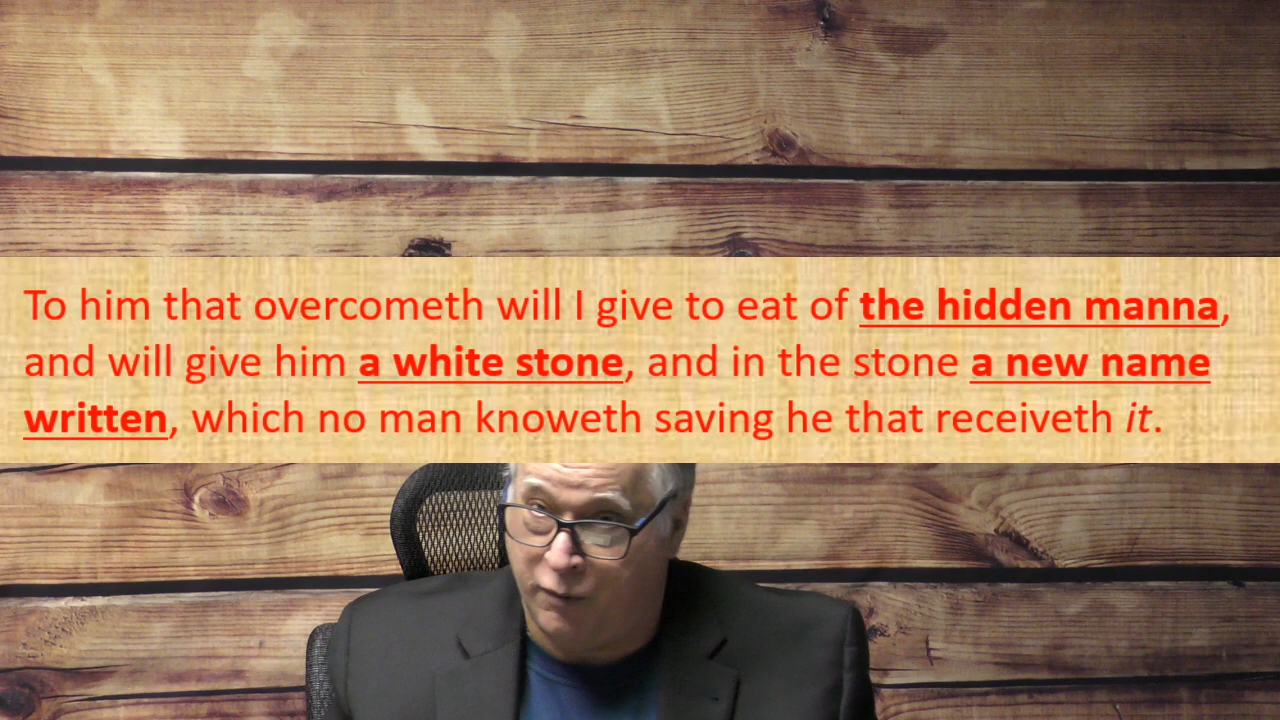 To him that overcometh will I give to eat of the hidden manna,
and will give him a white stone, and in the stone a new name
written, which no man knoweth saving he that receiveth it.